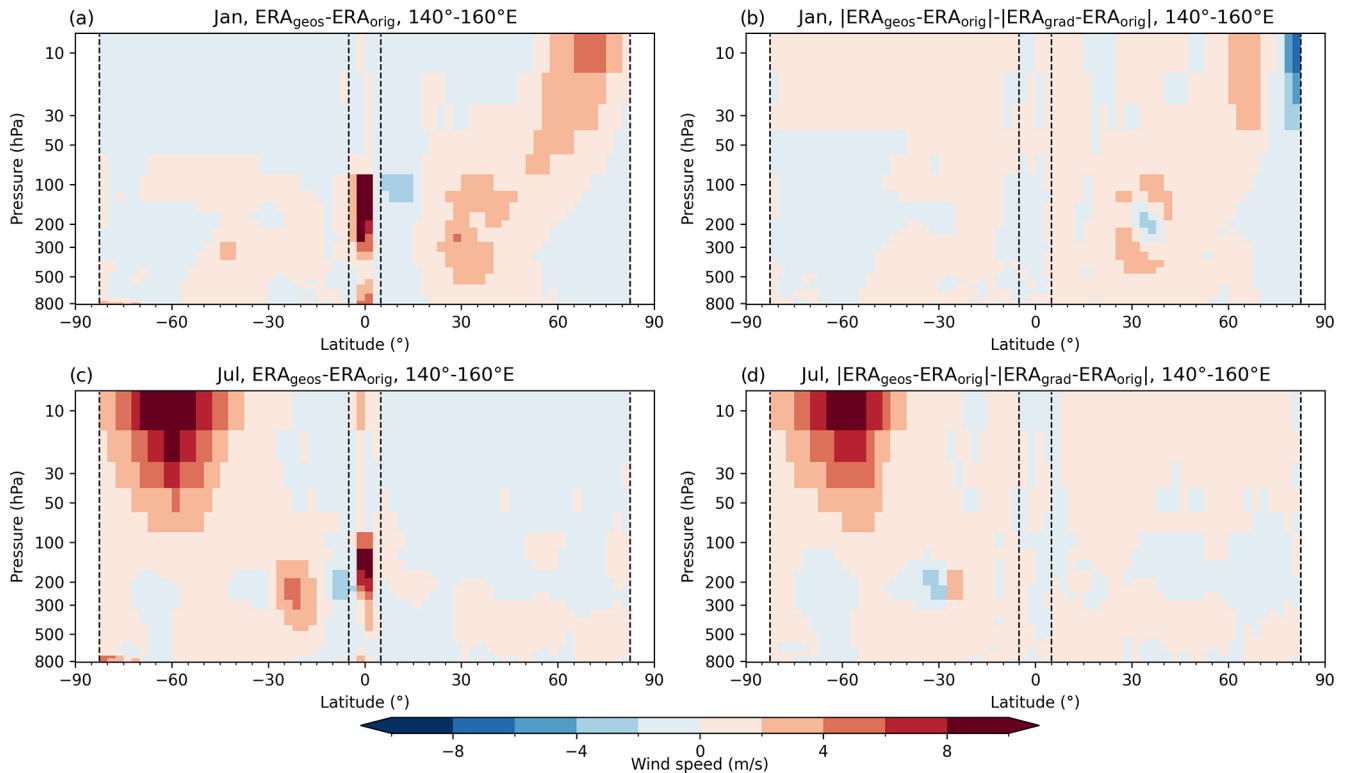 (a) Jan, ERAgeos-ERAorig, 140°-160°E
(b) Jan, |ERAgeos-ERAorig|-|ERAgrad-ERAorig|, 140°-160°E
Pressure (hPa)
10
30
50
100
200
300
500
800
−90 −60 −30 0 30 60 90
Latitude (°)
Pressure (hPa)
10
30
50
100
200
300
500
800
−90 −60 −30 0 30 60 90
Latitude (°)
(c) Jul, ERAgeos-ERAorig, 140°-160°E
(d) Jul, |ERAgeos-ERAorig|-|ERAgrad-ERAorig|, 140°-160°E
Pressure (hPa)
10
30
50
100
200
300
500
800
−90 −60 −30 0 30 60 90
Latitude (°)
Pressure (hPa)
10
30
50
100
200
300
500
800
−90 −60 −30 0 30 60 90
Latitude (°)
−8 −4 0 4 8
Wind speed (m/s)